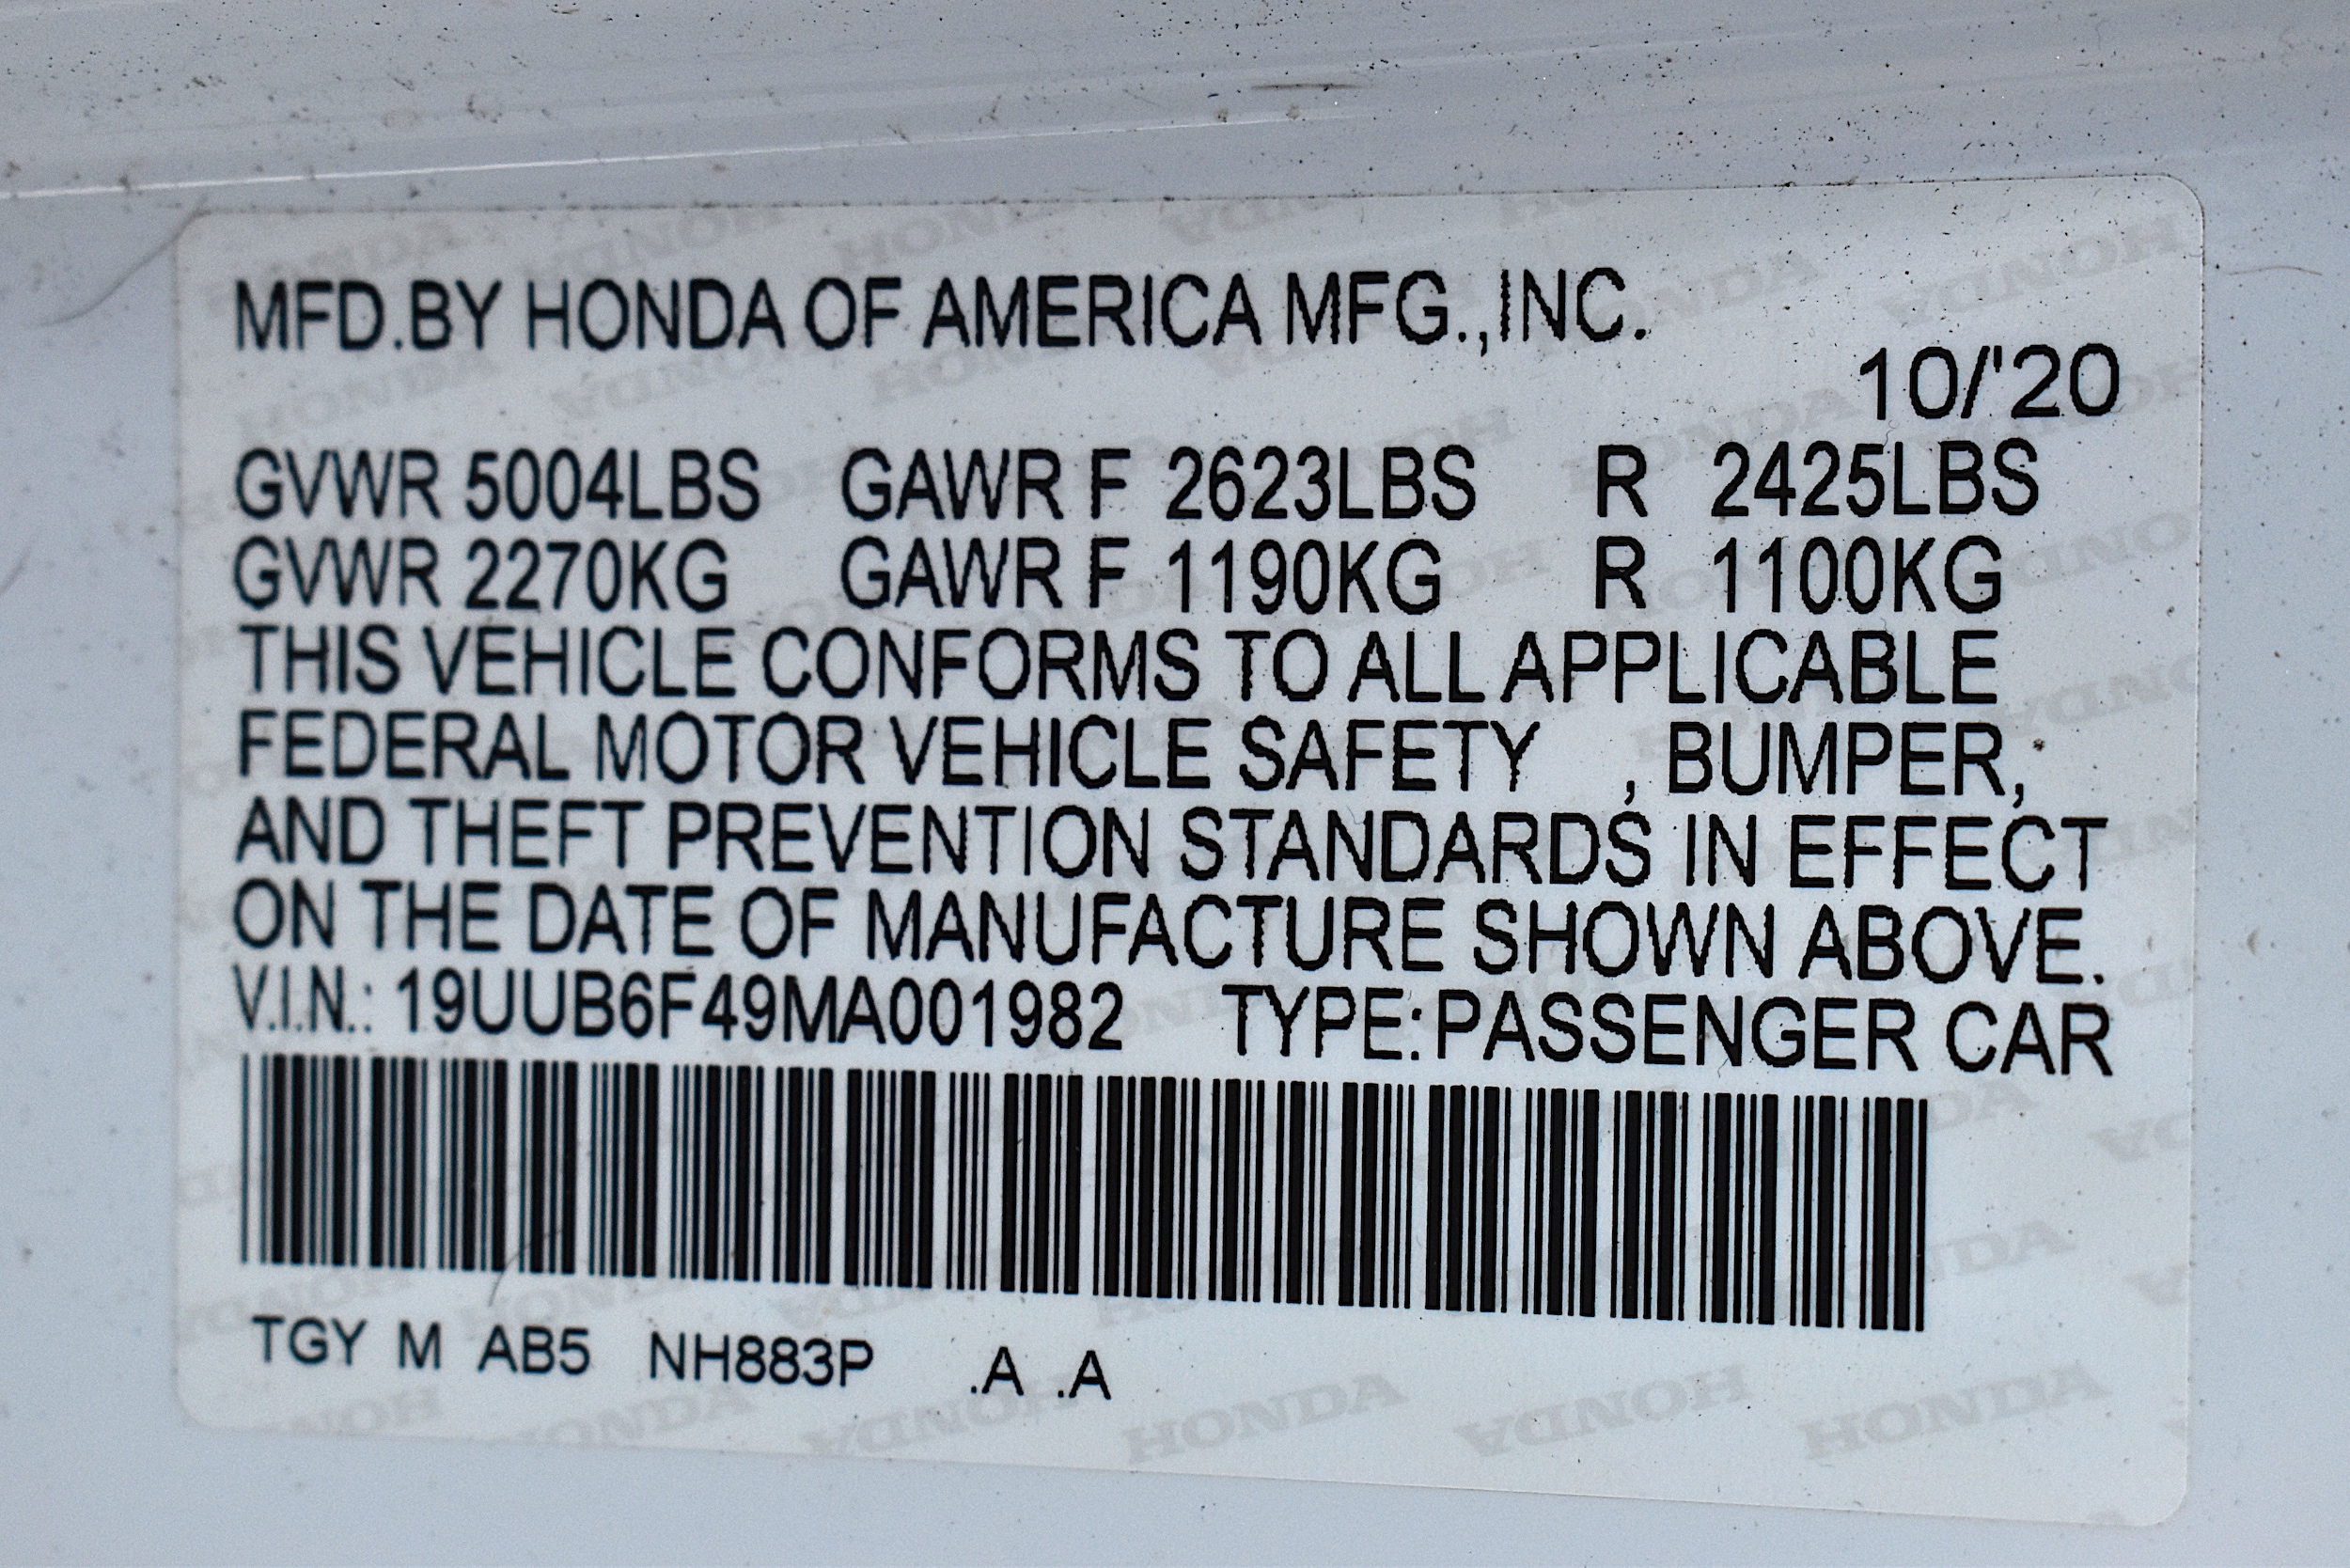 MFD.BY HONDA OF AMERICA MFG.,INC.
10/'20
GVWR 5004LBS GAWR F 2623LBS R 2425LBS
GVWR 2270KG GAWR F 1190KG R 1100KG
THIS VEHICLE CONFORMS TO ALL APPLICABLE
FEDERAL MOTOR VEHICLE SAFETY , BUMPER,
AND THEFT PREVENTION STANDARDS IN EFFECT
ON THE DATE OF MANUFACTURE SHOWN ABOVE.
V.I.N.: 19UUB6F49MA001982 TYPE:PASSENGER CAR
TGY M AB5 NH883P .A .A